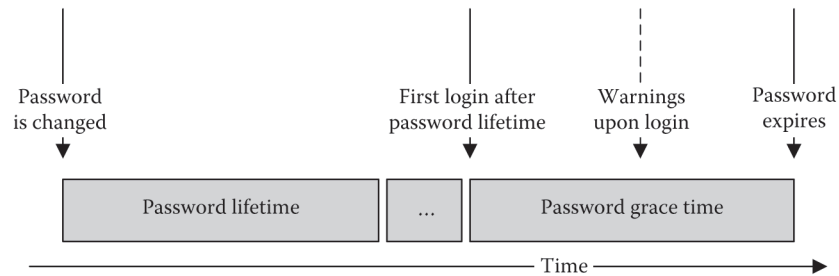 Password
is changed
First login after
password lifetime
Warnings
upon login
Password
expires
Password lifetime
...
Password grace time
Time